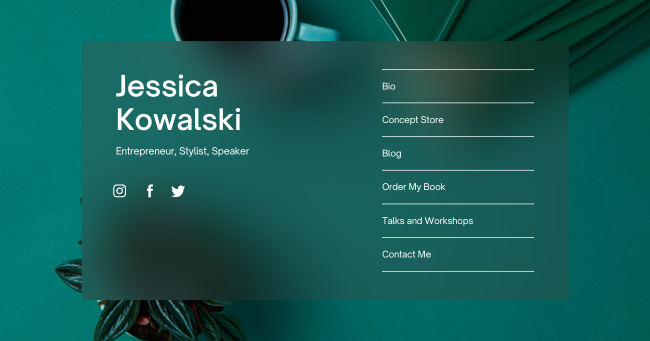 Jessica
Kowalski
Entrepreneur, Stylist, Speaker
Bio
Concept Store
Blog
Order My Book
Talks and Workshops
Contact Me